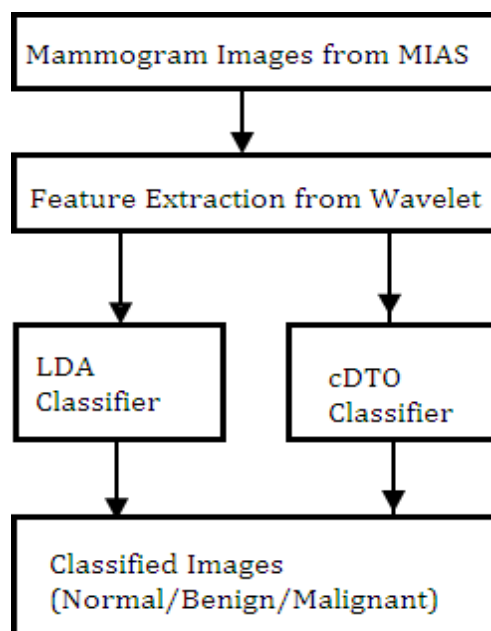 Mammogram Images from MIAS
Feature Extraction from Wavelet
LDA
Classifier
cDTO
Classifier
Classified Images
(Normal/Benign/Malignant)